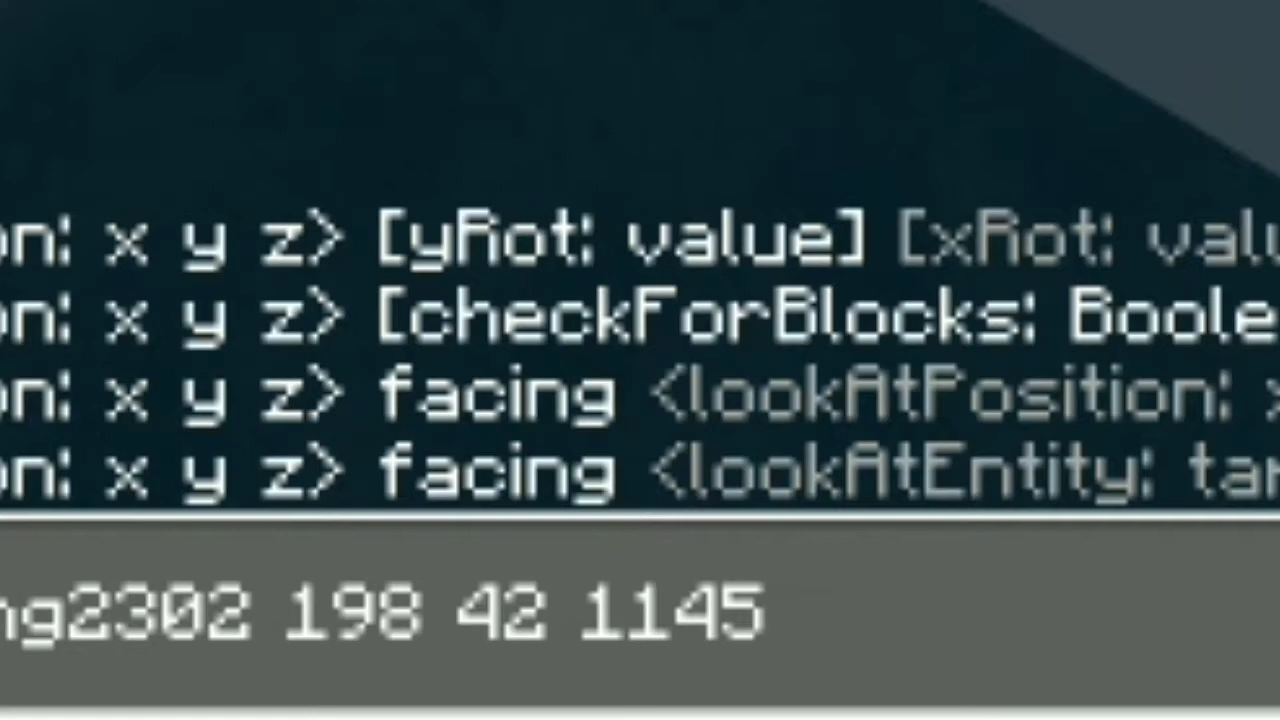 on: x y z> [yRot: value] [xRot: valu
on: x y z> [checkForBlocks: Boole
on: x y z> facing <lookAtPosition: x
on: x y z> facing <lookAtEntity: tar
ng2302 198 42 1145